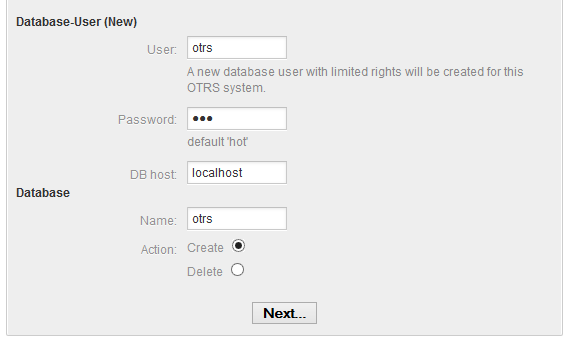 Database-User (New)
User: otrs
A new database user with limited rights will be created for this
OTRS system.
Password: •••
default 'hot'
DB host: localhost
Database
Name: otrs
Action: Create
Delete
Next...